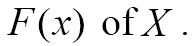 F(x) of X .